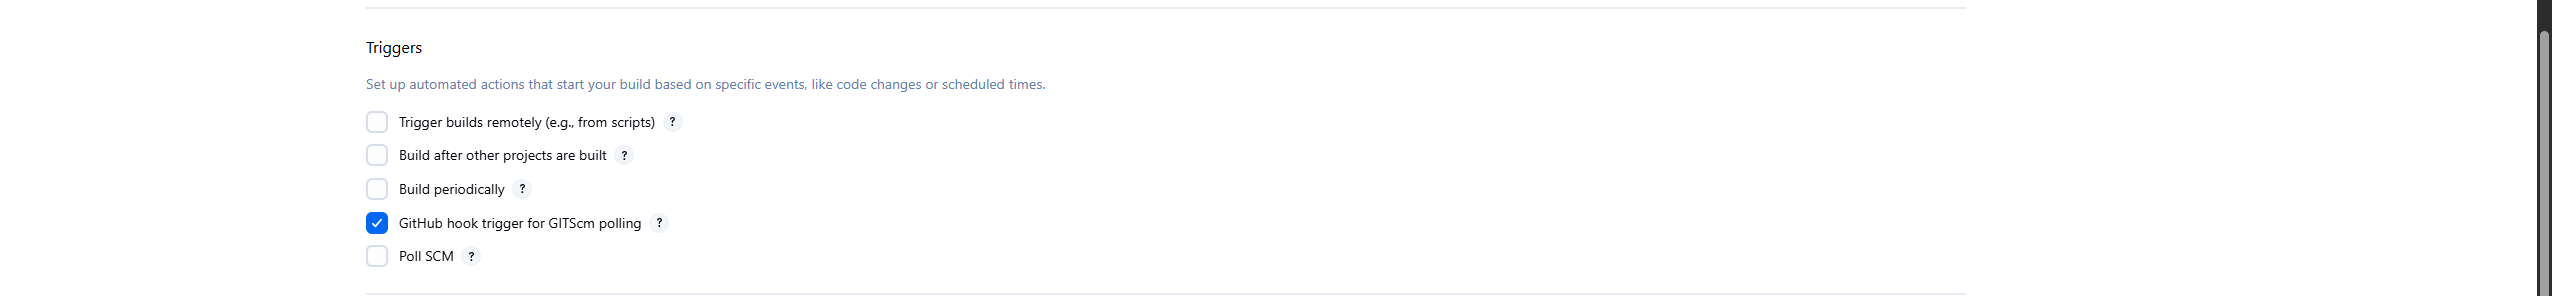 Triggers
Set up automated actions that start your build based on specific events, like code changes or scheduled times.
Trigger builds remotely (e.g., from scripts) ?
Build after other projects are built ?
Build periodically ?
GitHub hook trigger for GITScm polling ?
Poll SCM ?